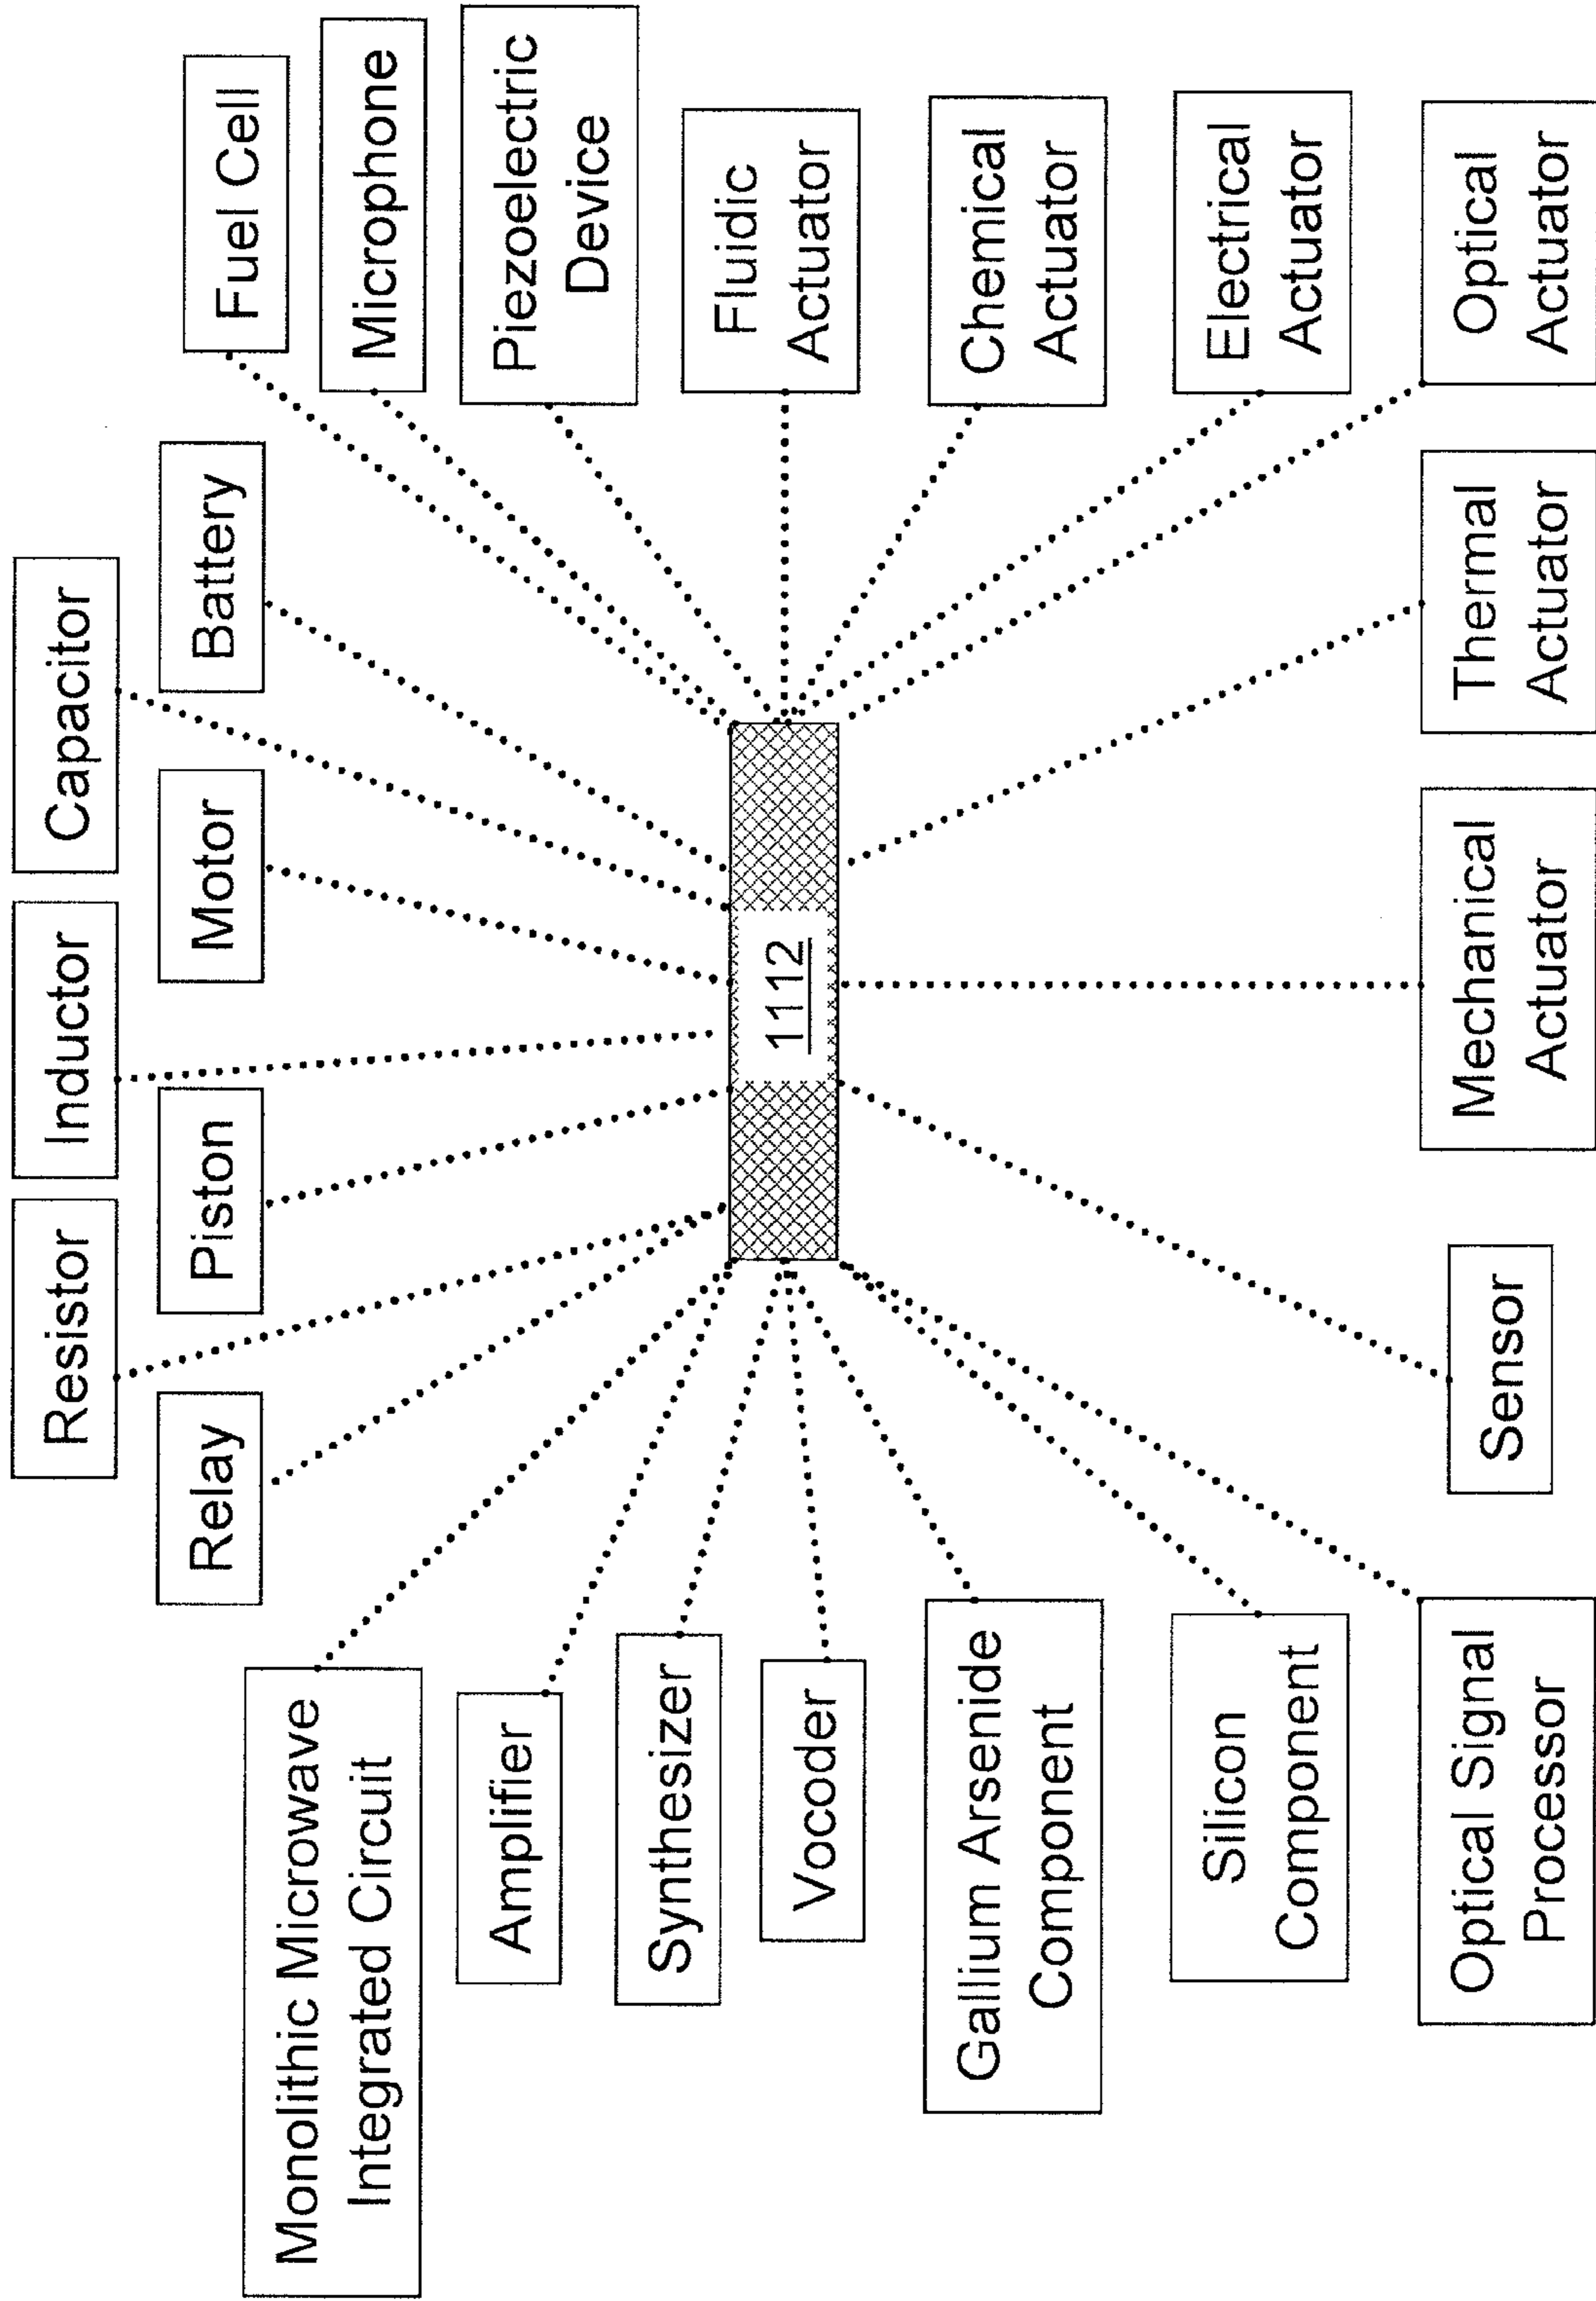 Resistor
Inductor
Capacitor
Relay
Piston
Motor
Battery
Fuel Cell
Monolithic Microwave
Integrated Circuit
Microphone
Amplifier
Piezoelectric
Device
Synthesizer
Fluidic
Actuator
Vocoder
1112
Gallium Arsenide
Component
Chemical
Actuator
Silicon
Component
Electrical
Actuator
Optical Signal
Processor
Sensor
Mechanical
Actuator
Thermal
Actuator
Optical
Actuator